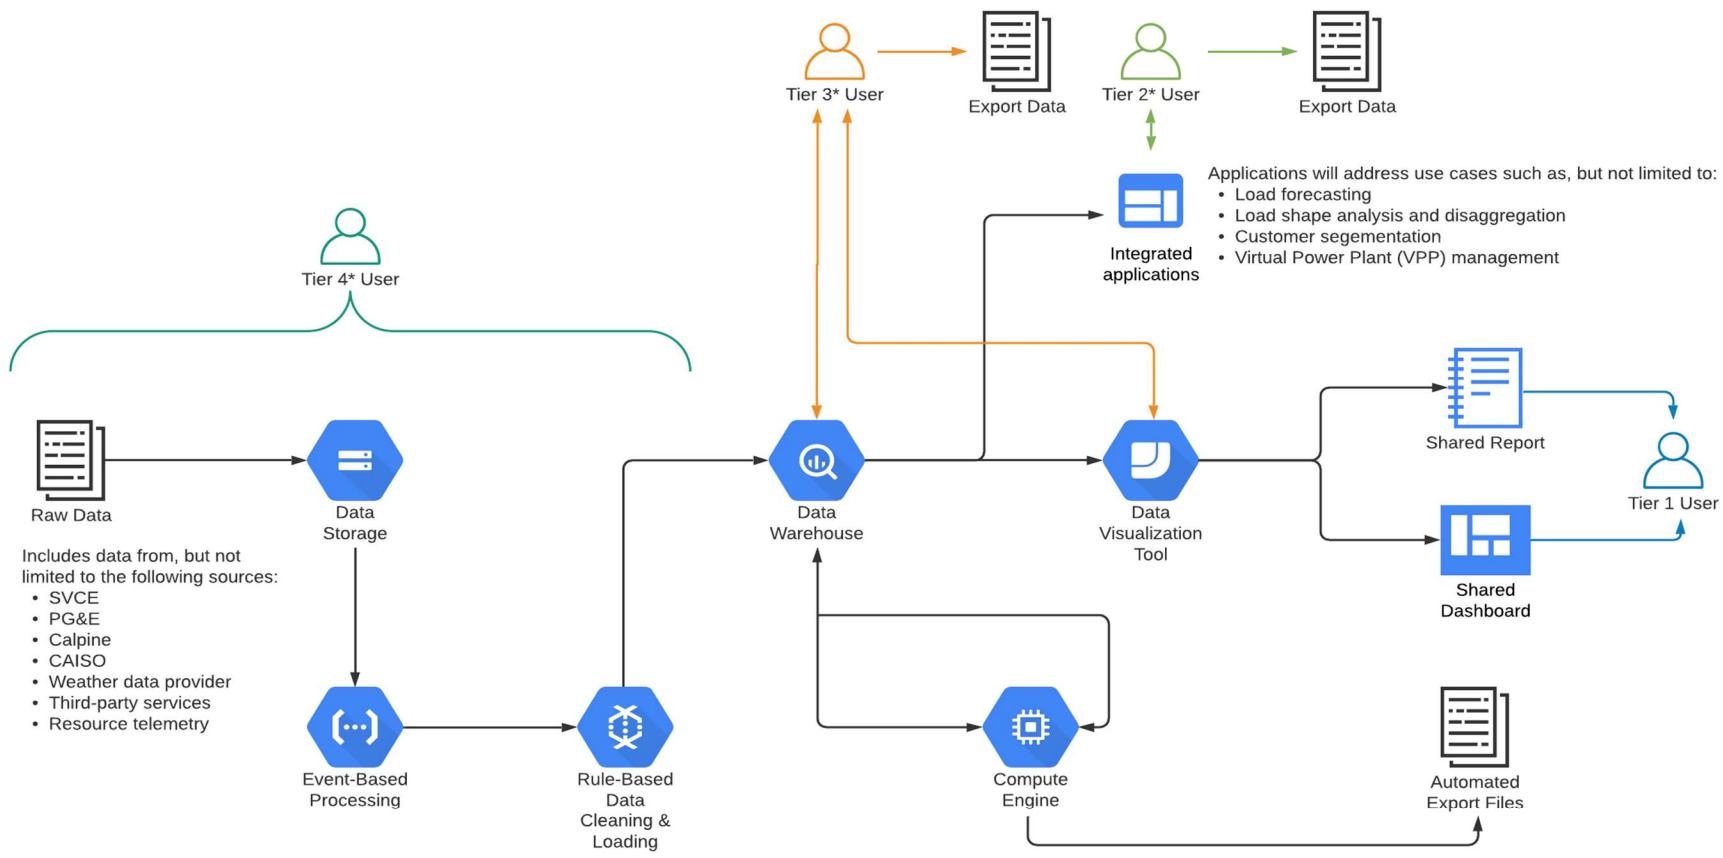 Tier 3* User
Export Data
Tier 2* User
Export Data
Applications will address use cases such as, but not limited to:
• Load forecasting
• Load shape analysis and disaggregation
• Customer segementation
• Virtual Power Plant (VPP) management
Integrated
applications
Tier 4* User
Raw Data
Includes data from, but not
limited to the following sources:
• SVCE
• PG&E
• Calpine
• CAISO
• Weather data provider
• Third-party services
• Resource telemetry
Data
Storage
Event-Based
Processing
Rule-Based
Data
Cleaning &
Loading
Data
Warehouse
Data
Visualization
Tool
Compute
Engine
Shared Report
Tier 1 User
Shared
Dashboard
Automated
Export Files